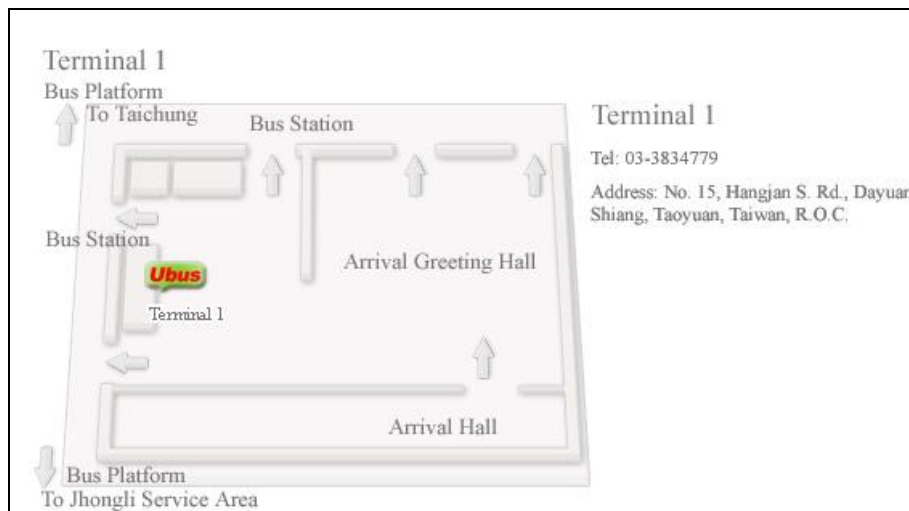 Terminal 1
Bus Platform
To Taichung
Bus Station
Terminal 1
Tel: 03-3834779
Address: No. 15, Hangjan S. Rd., Dayuan
Shiang, Taoyuan, Taiwan, R.O.C.
Bus Station
Arrival Greeting Hall
Ubus
Terminal 1
Arrival Hall
Bus Platform
To Jhongli Service Area